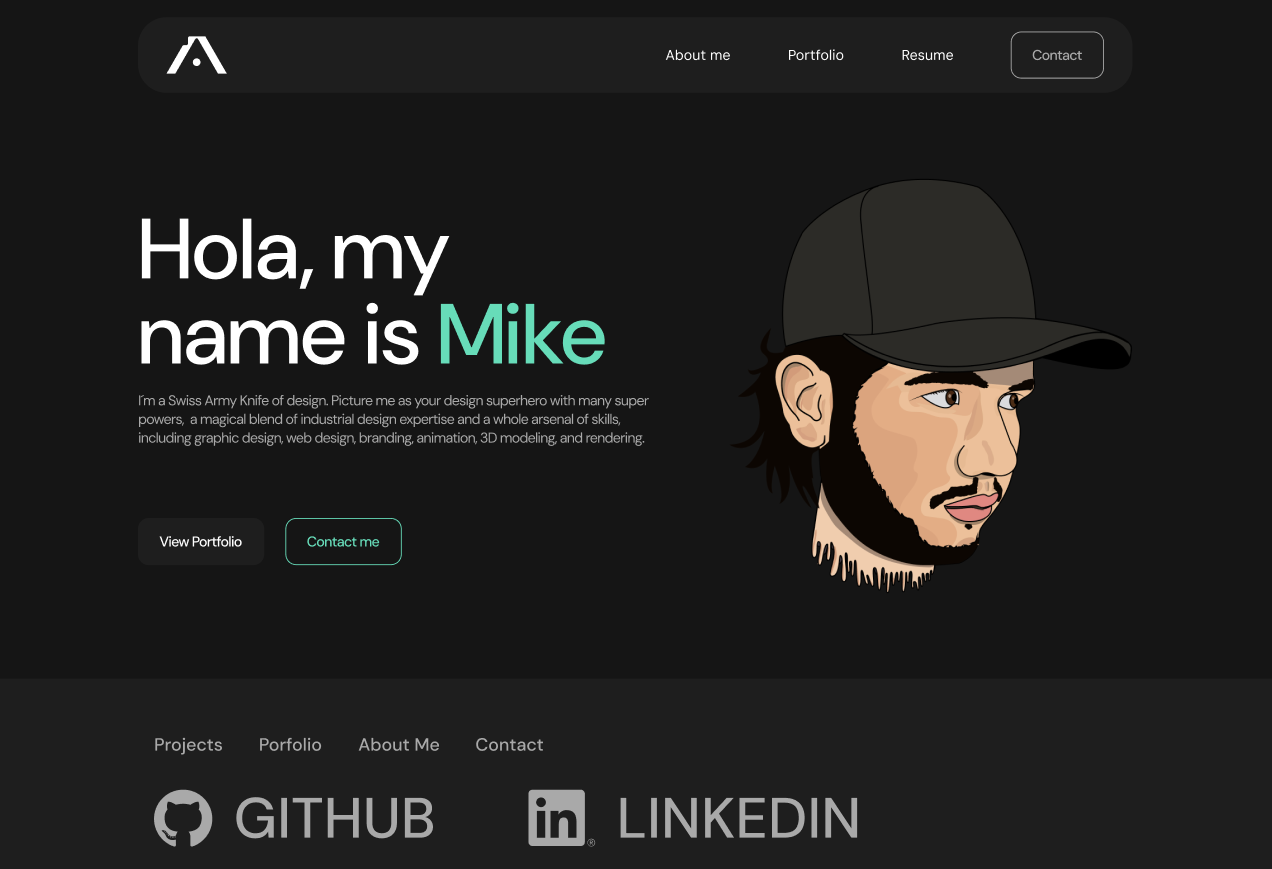 About me Portfolio Resume Contact
Hola, my
name is Mike
I'm a Swiss Army Knife of design. Picture me as your design superhero with many super
powers,  a magical blend of industrial design expertise and a whole arsenal of skills,
including graphic design, web design, branding, animation, 3D modeling, and rendering.
View Portfolio Contact me
Projects Porfolio About Me Contact
GITHUB in® LINKEDIN